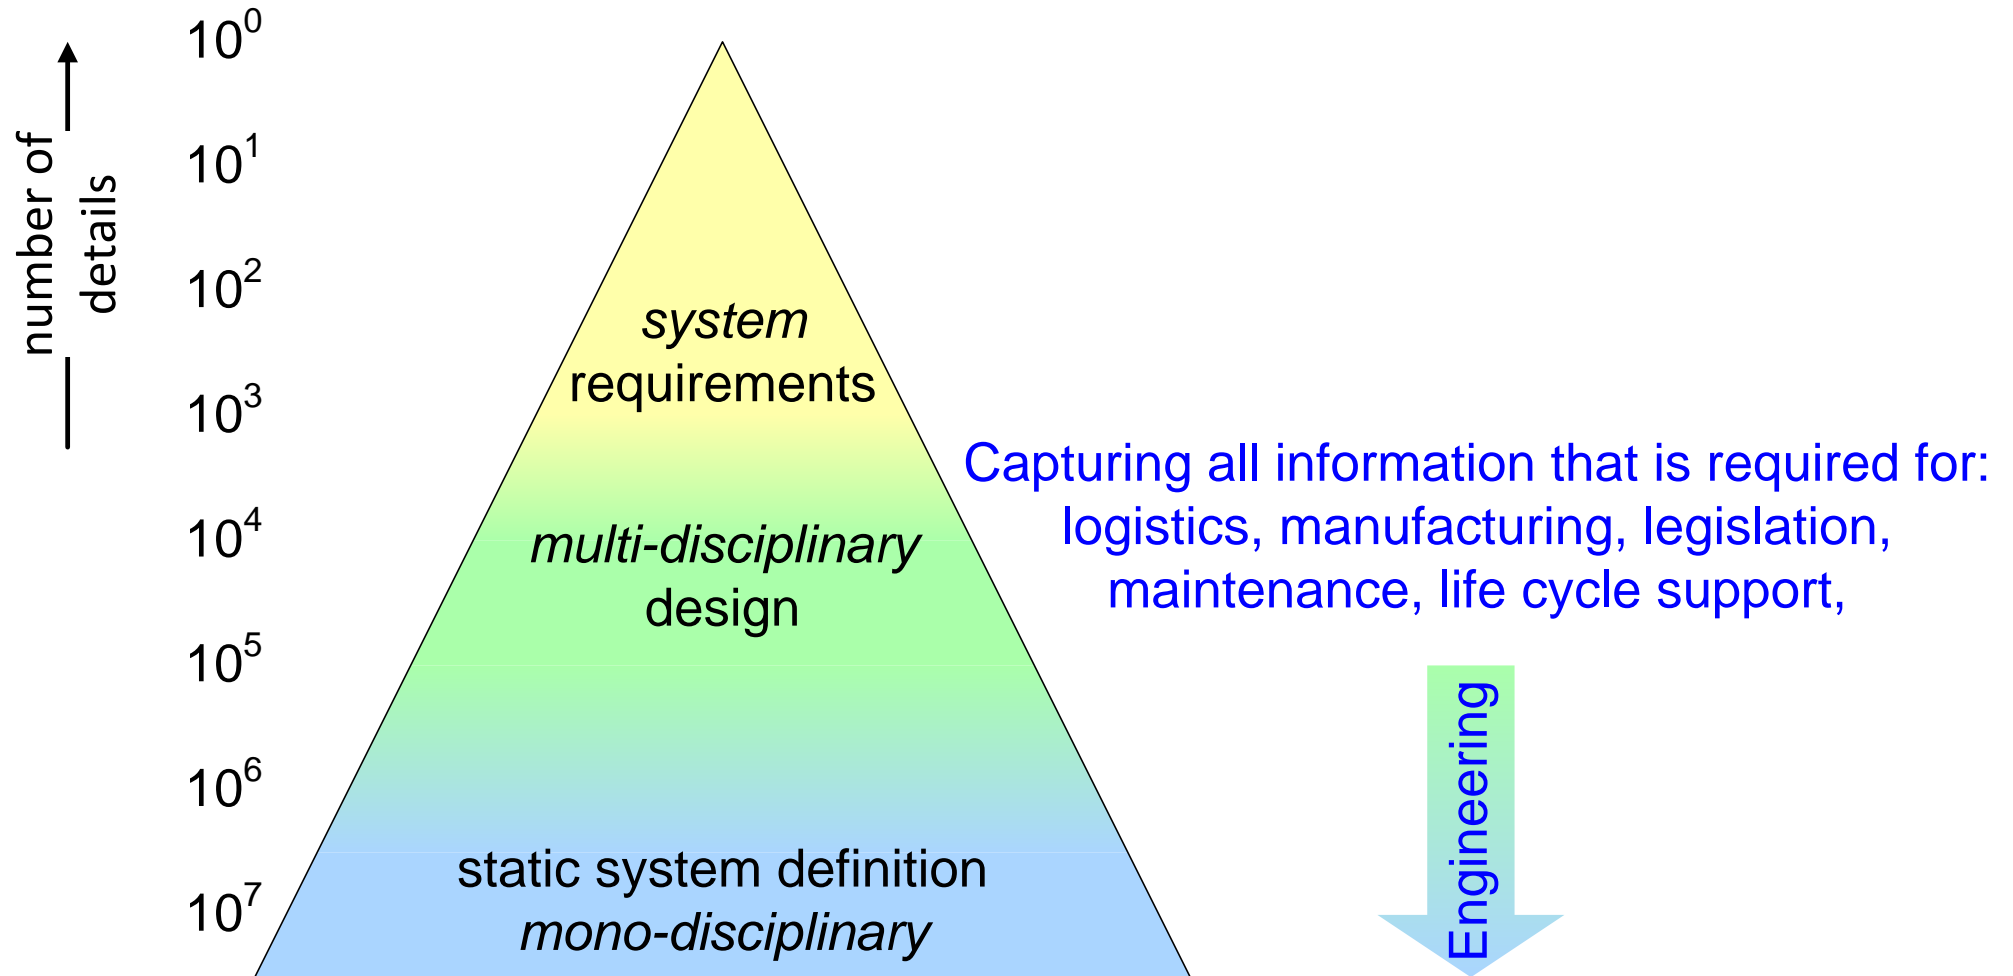 number of
details
10⁰
10¹
10²
10³
10⁴
10⁵
10⁶
10⁷
system
requirements
multi-disciplinary
design
static system definition
mono-disciplinary
Capturing all information that is required for:
logistics, manufacturing, legislation,
maintenance, life cycle support,
Engineering